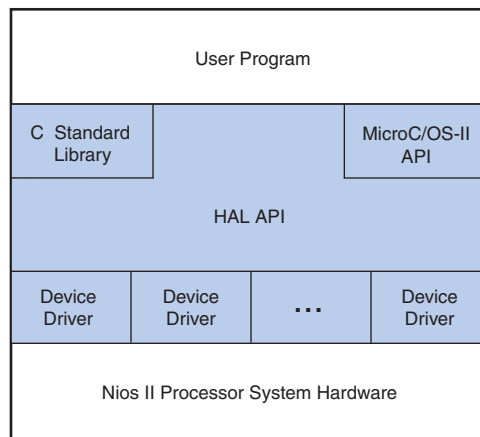 User Program
C Standard
Library
MicroC/OS-II
API
HAL API
Device
Driver
Device
Driver
...
Device
Driver
Nios II Processor System Hardware